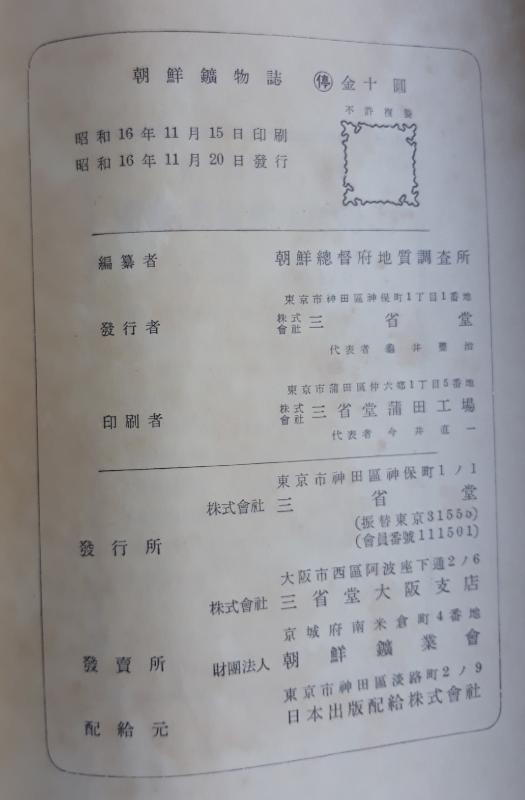 朝鮮鑛物誌 ㊡停 金十圓
不許複製
昭和16年11月15日印刷
昭和16年11月20日發行
編纂者 朝鮮總督府地質調査所
東京市神田區神保町1丁目1番地
發行者 株式會社 三省堂
代表者 龜井豐治
東京市蒲田區仲六郷1丁目5番地
印刷者 株式會社 三省堂蒲田工場
代表者 今井直一
東京市神田區神保町1ノ1
株式會社 三省堂
(振替東京31555)
發行所 (會員番號111501)
大阪市西區阿波座下通2ノ6
株式會社 三省堂大阪支店
京城府南米倉町4番地
發賣所 財團法人 朝鮮鑛業會
東京市神田區淡路町2ノ9
配給元 日本出版配給株式會社